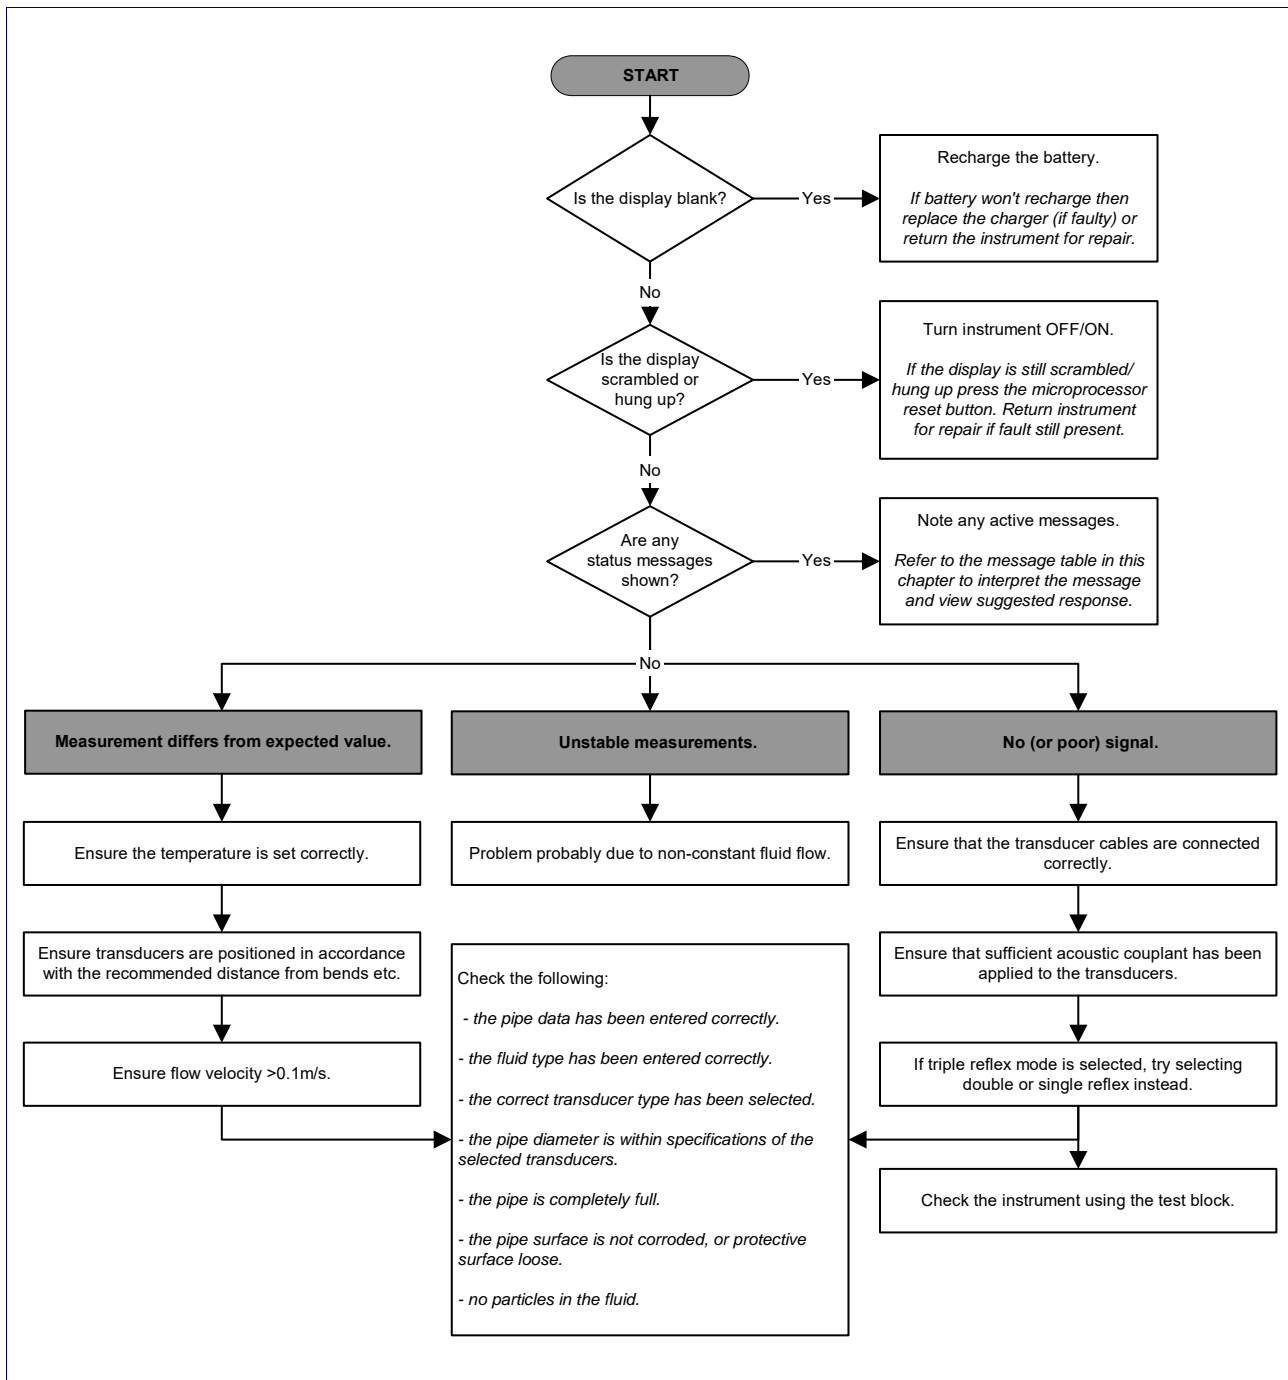 START
Is the display blank?
Yes
Recharge the battery.
If battery won't recharge then
replace the charger (if faulty) or
return the instrument for repair.
No
Is the display
scrambled or
hung up?
Yes
Turn instrument OFF/ON.
If the display is still scrambled/
hung up press the microprocessor
reset button. Return instrument
for repair if fault still present.
No
Are any
status messages
shown?
Yes
Note any active messages.
Refer to the message table in this
chapter to interpret the message
and view suggested response.
No
Measurement differs from expected value.
Ensure the temperature is set correctly.
Ensure transducers are positioned in accordance
with the recommended distance from bends etc.
Ensure flow velocity >0.1m/s.
Unstable measurements.
Problem probably due to non-constant fluid flow.
Check the following:
- the pipe data has been entered correctly.
- the fluid type has been entered correctly.
- the correct transducer type has been selected.
- the pipe diameter is within specifications of the
selected transducers.
- the pipe is completely full.
- the pipe surface is not corroded, or protective
surface loose.
- no particles in the fluid.
No (or poor) signal.
Ensure that the transducer cables are connected
correctly.
Ensure that sufficient acoustic couplant has been
applied to the transducers.
If triple reflex mode is selected, try selecting
double or single reflex instead.
Check the instrument using the test block.